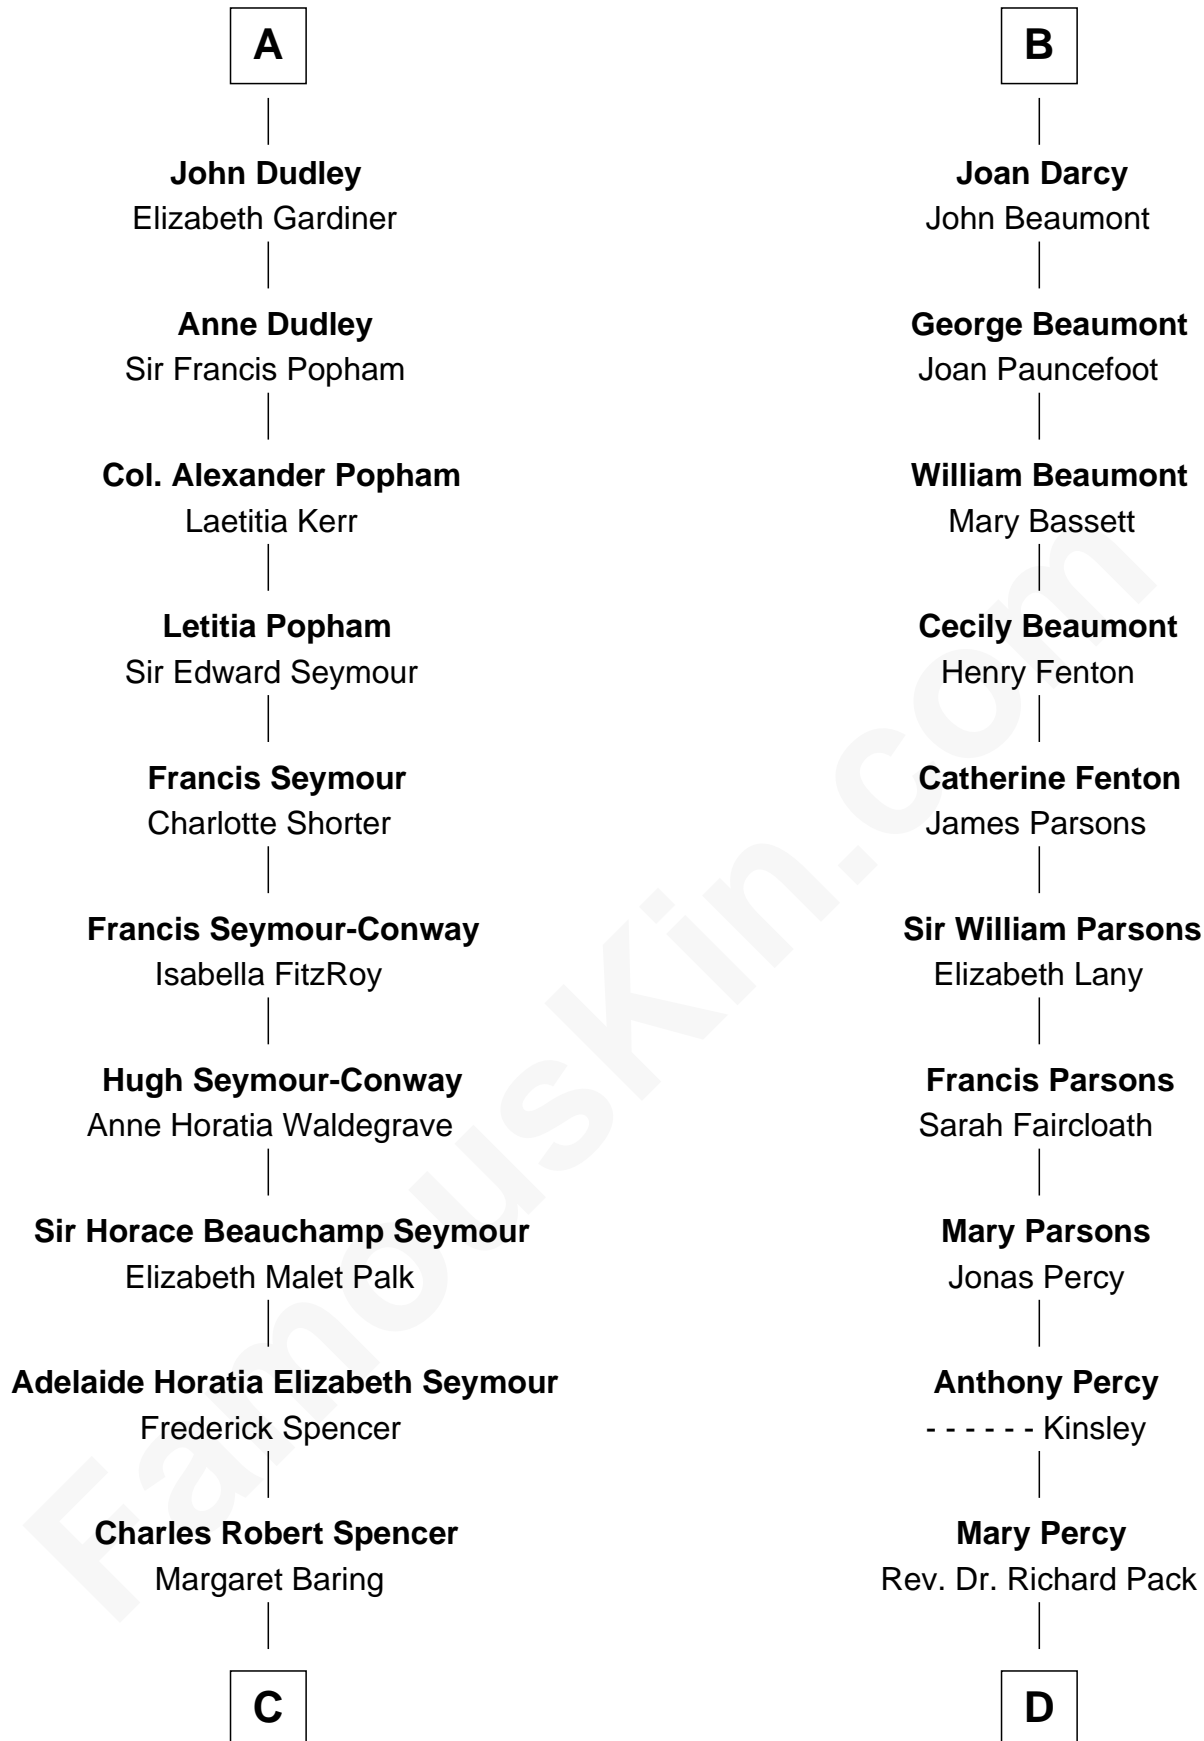 A
John Dudley
Elizabeth Gardiner
Anne Dudley
Sir Francis Popham
Col. Alexander Popham
Laetitia Kerr
Letitia Popham
Sir Edward Seymour
Francis Seymour
Charlotte Shorter
Francis Seymour-Conway
Isabella FitzRoy
Hugh Seymour-Conway
Anne Horatia Waldegrave
Sir Horace Beauchamp Seymour
Elizabeth Malet Palk
Adelaide Horatia Elizabeth Seymour
Frederick Spencer
Charles Robert Spencer
Margaret Baring
C
B
Joan Darcy
John Beaumont
George Beaumont
Joan Pauncefoot
William Beaumont
Mary Bassett
Cecily Beaumont
Henry Fenton
Catherine Fenton
James Parsons
Sir William Parsons
Elizabeth Lany
Francis Parsons
Sarah Faircloath
Mary Parsons
Jonas Percy
Anthony Percy
- - - - - - Kinsley
Mary Percy
Rev. Dr. Richard Pack
D
FamousKin.com